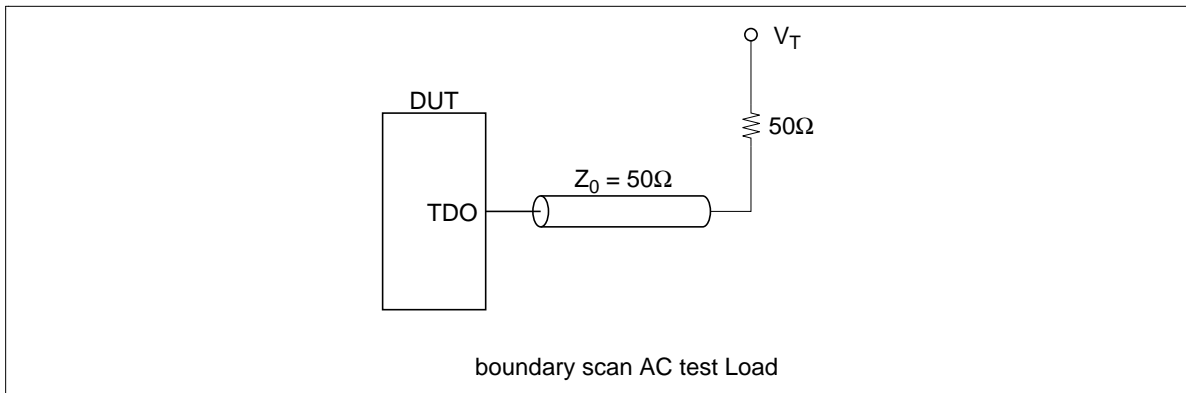 V_T
DUT
50Ω
Z_0 = 50Ω
TDO
boundary scan AC test Load